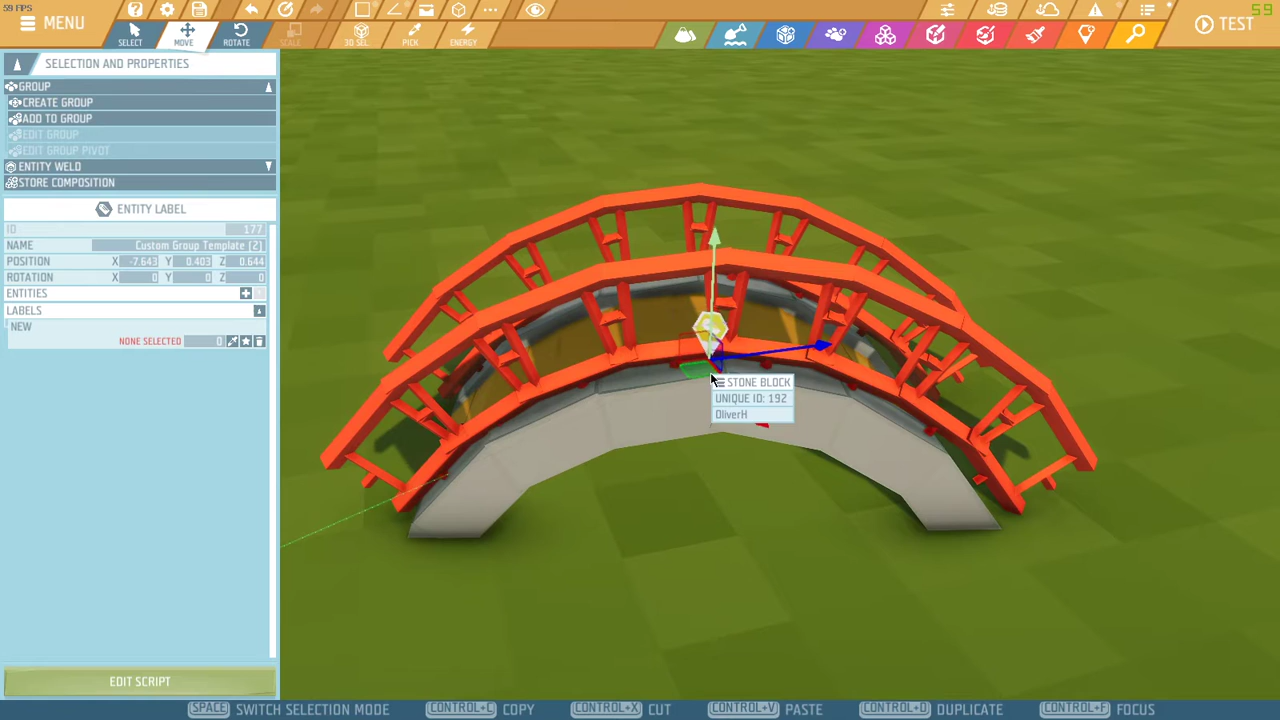 59 FPS
59
MENU
SELECT
MOVE
ROTATE
SCALE
3D SEL.
PICK
ENERGY
TEST
SELECTION AND PROPERTIES
GROUP
CREATE GROUP
ADD TO GROUP
EDIT GROUP
EDIT GROUP PIVOT
ENTITY WELD
STORE COMPOSITION
ENTITY LABEL
ID 177
NAME Custom Group Template (2)
POSITION X -7.643 Y 0.403 Z 0.644
ROTATION X 0 Y 0 Z 0
ENTITIES
LABELS
NEW
NONE SELECTED 0
STONE BLOCK
UNIQUE ID: 192
OliverH
EDIT SCRIPT
SPACE SWITCH SELECTION MODE CONTROL+C COPY CONTROL+X CUT CONTROL+V PASTE CONTROL+D DUPLICATE CONTROL+F FOCUS